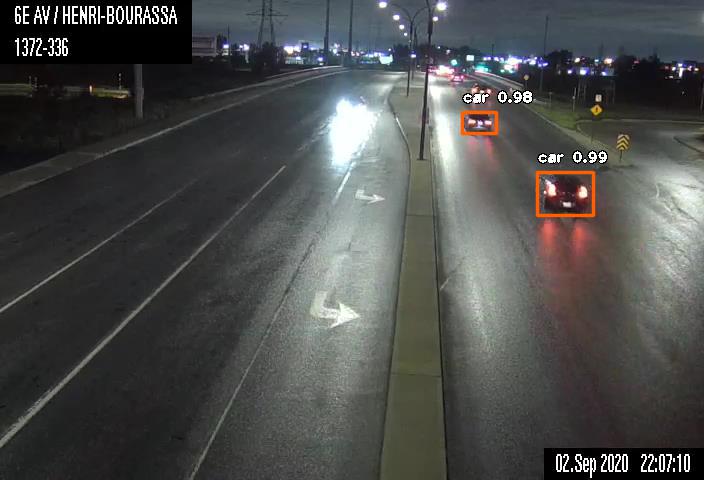 6E AV / HENRI-BOURASSA
1372-336
car 0.98
car 0.99
02.Sep 2020 22:07:10